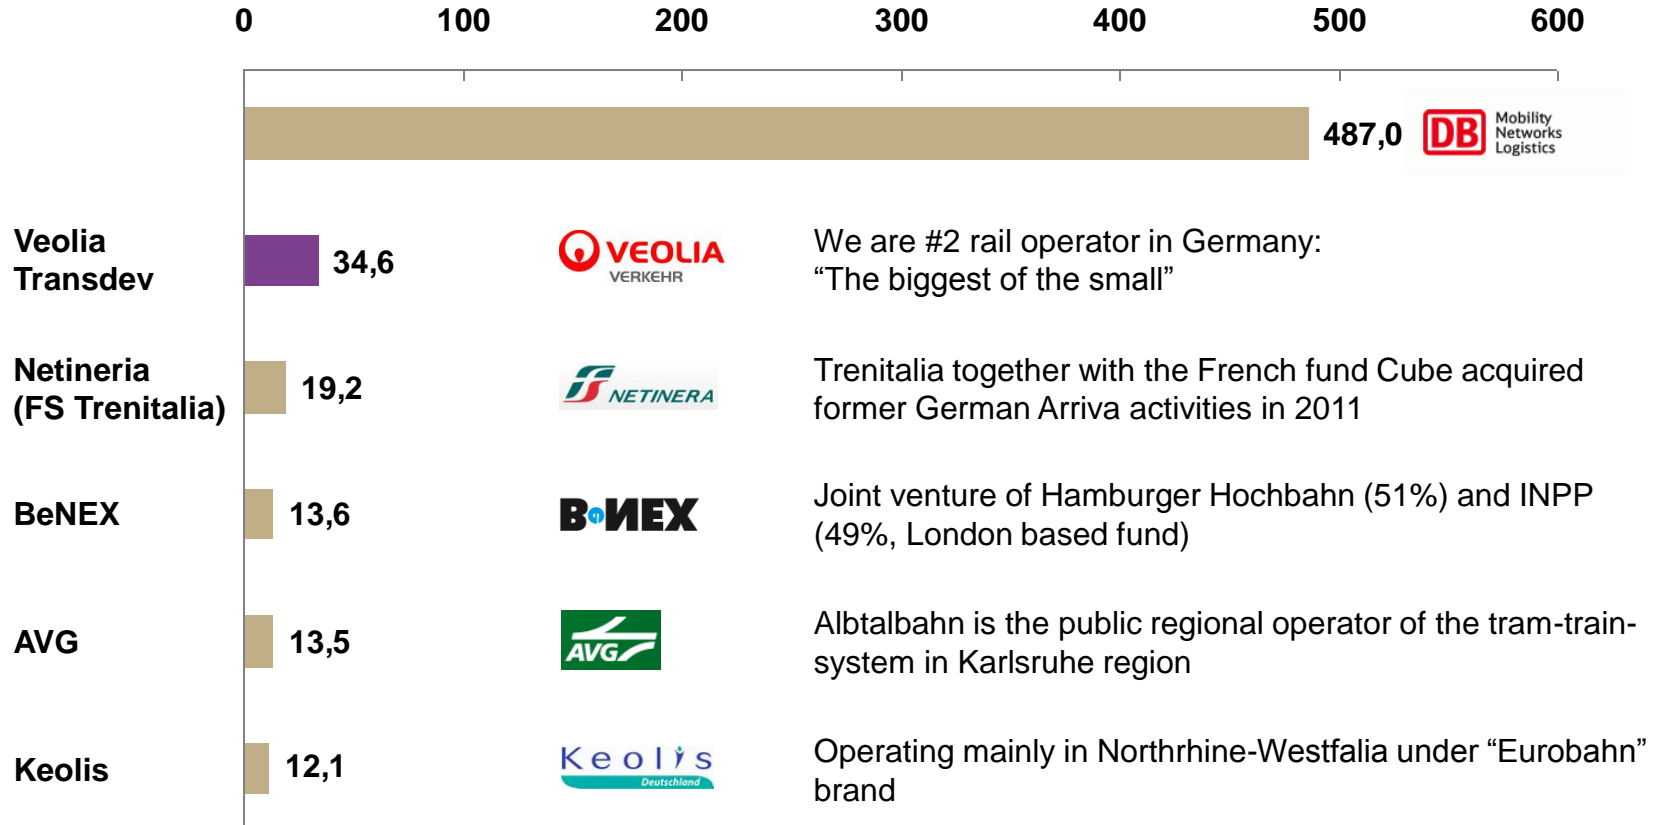 0 100 200 300 400 500 600
487,0 DB Mobility
Networks
Logistics
Veolia
Transdev
34,6
VEOLIA
VERKEHR
We are #2 rail operator in Germany:
“The biggest of the small”
Netineria
(FS Trenitalia)
19,2
NETINERA
Trenitalia together with the French fund Cube acquired
former German Arriva activities in 2011
BeNEX
13,6
BeNEX
Joint venture of Hamburger Hochbahn (51%) and INPP
(49%, London based fund)
AVG
13,5
AVG
Albtalbahn is the public regional operator of the tram-train-
system in Karlsruhe region
Keolis
12,1
Keolis
Deutschland
Operating mainly in Northrhine-Westfalia under “Eurobahn”
brand